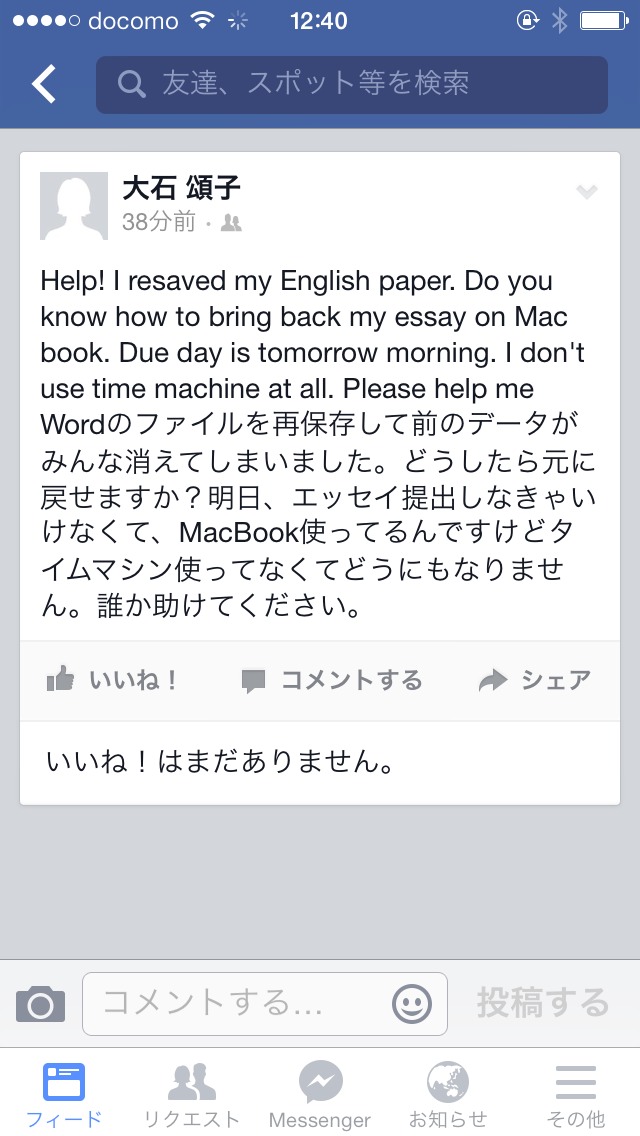 docomo 12:40
友達、スポット等を検索
大石 頌子
38分前 ·
Help! I resaved my English paper. Do you
know how to bring back my essay on Mac
book. Due day is tomorrow morning. I don't
use time machine at all. Please help me
Wordのファイルを再保存して前のデータが
みんな消えてしまいました。どうしたら元に
戻せますか？明日、エッセイ提出しなきゃい
けなくて、MacBook使ってるんですけどタ
イムマシン使ってなくてどうにもなりませ
ん。誰か助けてください。
いいね！ コメントする シェア
いいね！はまだありません。
コメントする... 投稿する
フィード リクエスト Messenger お知らせ その他